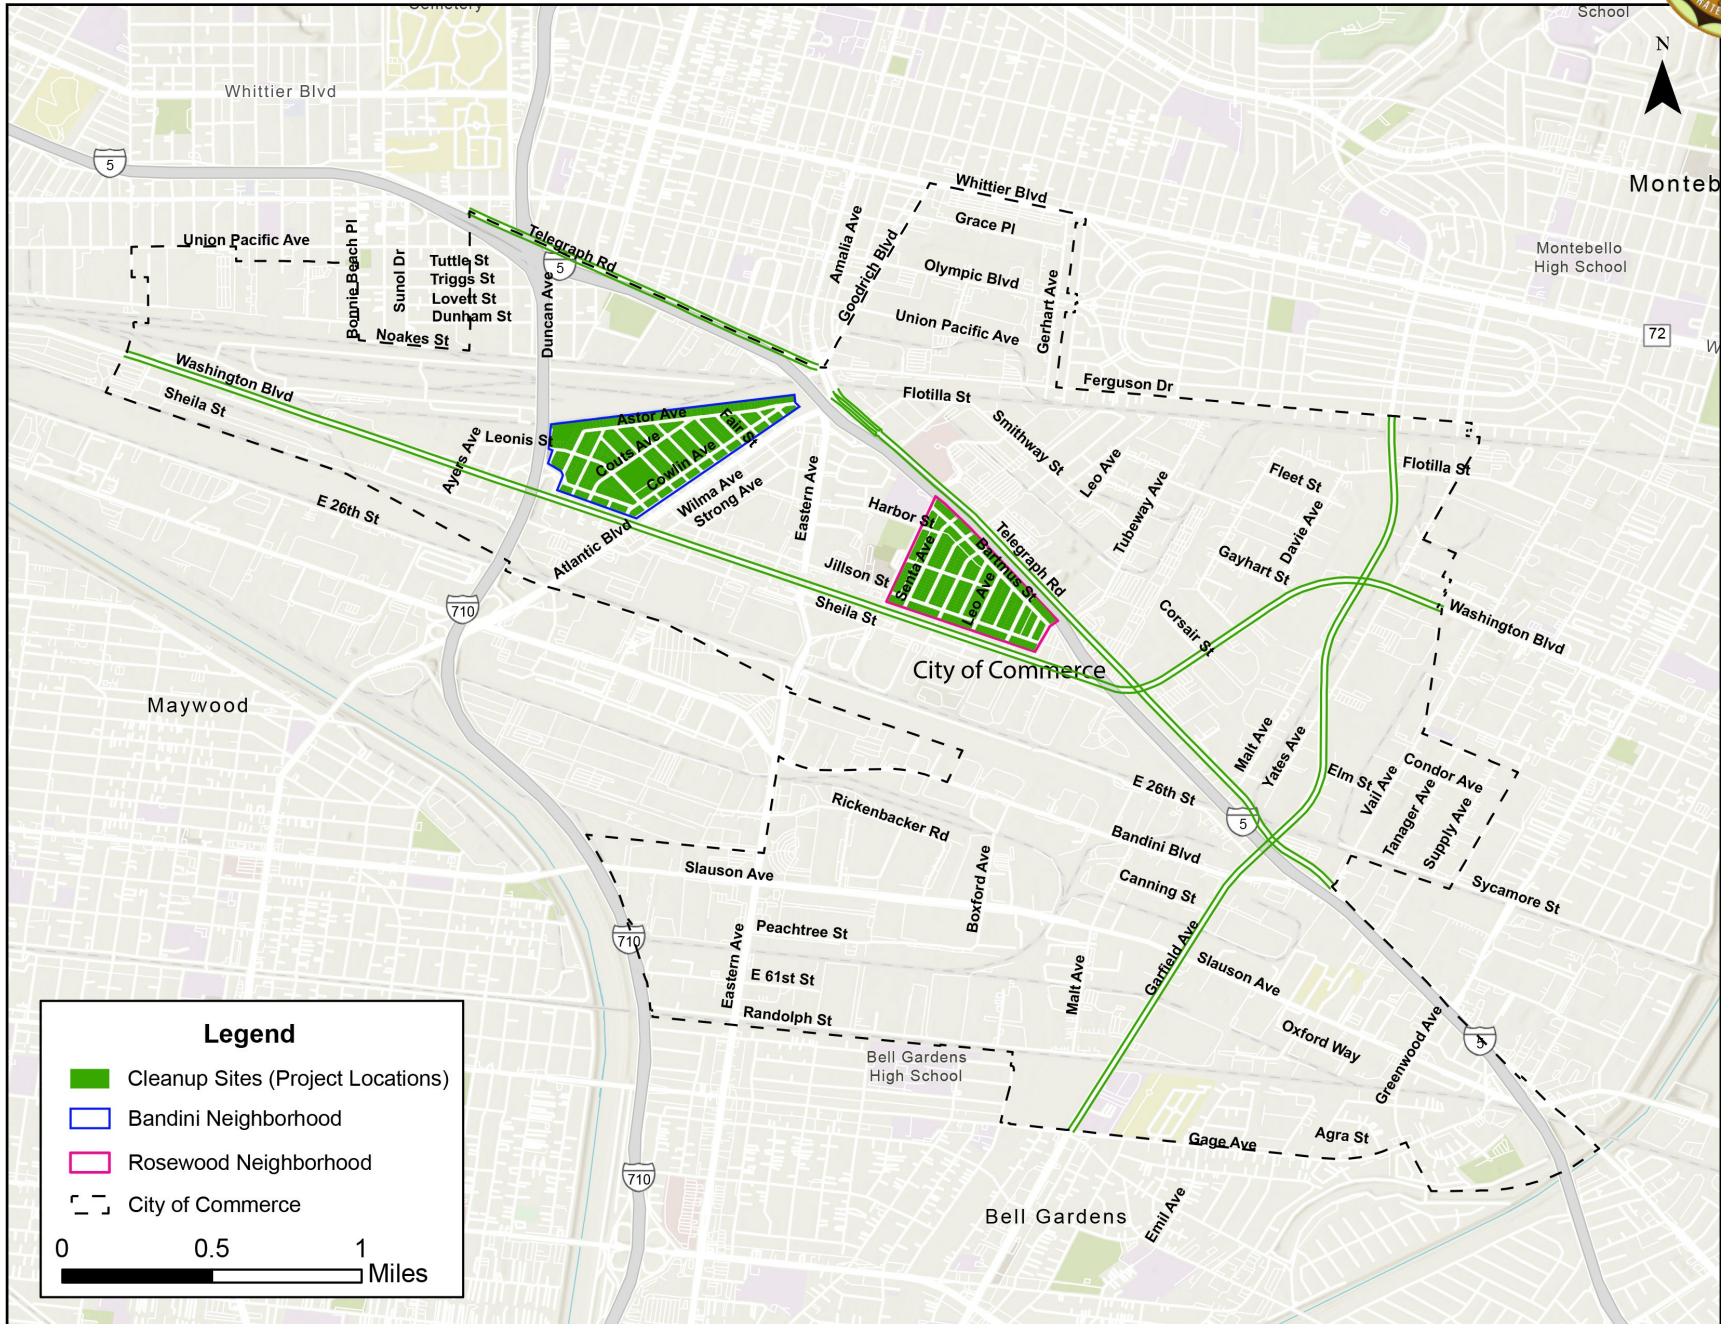 Cemetery
School
RATE
N
Whittier Blvd
5
Monteb
Whittier Blvd
Grace Pl
Amalia Ave
Goodrich Blvd
Olympic Blvd
Gerhart Ave
Union Pacific Ave
Montebello
High School
72
W
Union Pacific Ave
Bonnie Beach Pl
Sunol Dr
Tuttle St
Triggs St
Lovett St
Dunham St
Noakes St
Duncan Ave
Telegraph Rd
5
Washington Blvd
Sheila St
Ferguson Dr
Flotilla St
Astor Ave
Fair St
Leonis St
Couts Ave
Cowlin Ave
Ayers Ave
Wilma Ave
Strong Ave
Eastern Ave
Smithway St
Leo Ave
Tubeway Ave
Fleet St
Flotilla St
Davie Ave
Gayhart St
E 26th St
Atlantic Blvd
Harbor St
Telegraph Rd
Bartmus St
Senta Ave
Leo Ave
Jillson St
Sheila St
710
Corsair St
Washington Blvd
City of Commerce
Maywood
Malt Ave
Yates Ave
Elm St
Vail Ave
Condor Ave
Tanager Ave
Supply Ave
E 26th St
5
Rickenbacker Rd
Bandini Blvd
Slauson Ave
Boxford Ave
Canning St
Sycamore St
710
Peachtree St
Eastern Ave
E 61st St
Randolph St
Malt Ave
Garfield Ave
Slauson Ave
Oxford Way
Greenwood Ave
5
Bell Gardens
High School
Gage Ave
Agra St
710
Bell Gardens
Emil Ave
Legend
Cleanup Sites (Project Locations)
Bandini Neighborhood
Rosewood Neighborhood
City of Commerce
0 0.5 1
Miles